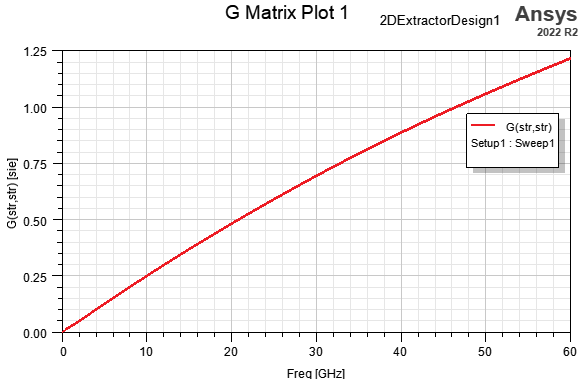 G Matrix Plot 1
2DExtractorDesign1
Ansys
2022 R2
1.25
1.00
0.75
0.50
0.25
0.00
G(str,str) [sie]
G(str,str)
Setup1 : Sweep1
0 10 20 30 40 50 60
Freq [GHz]